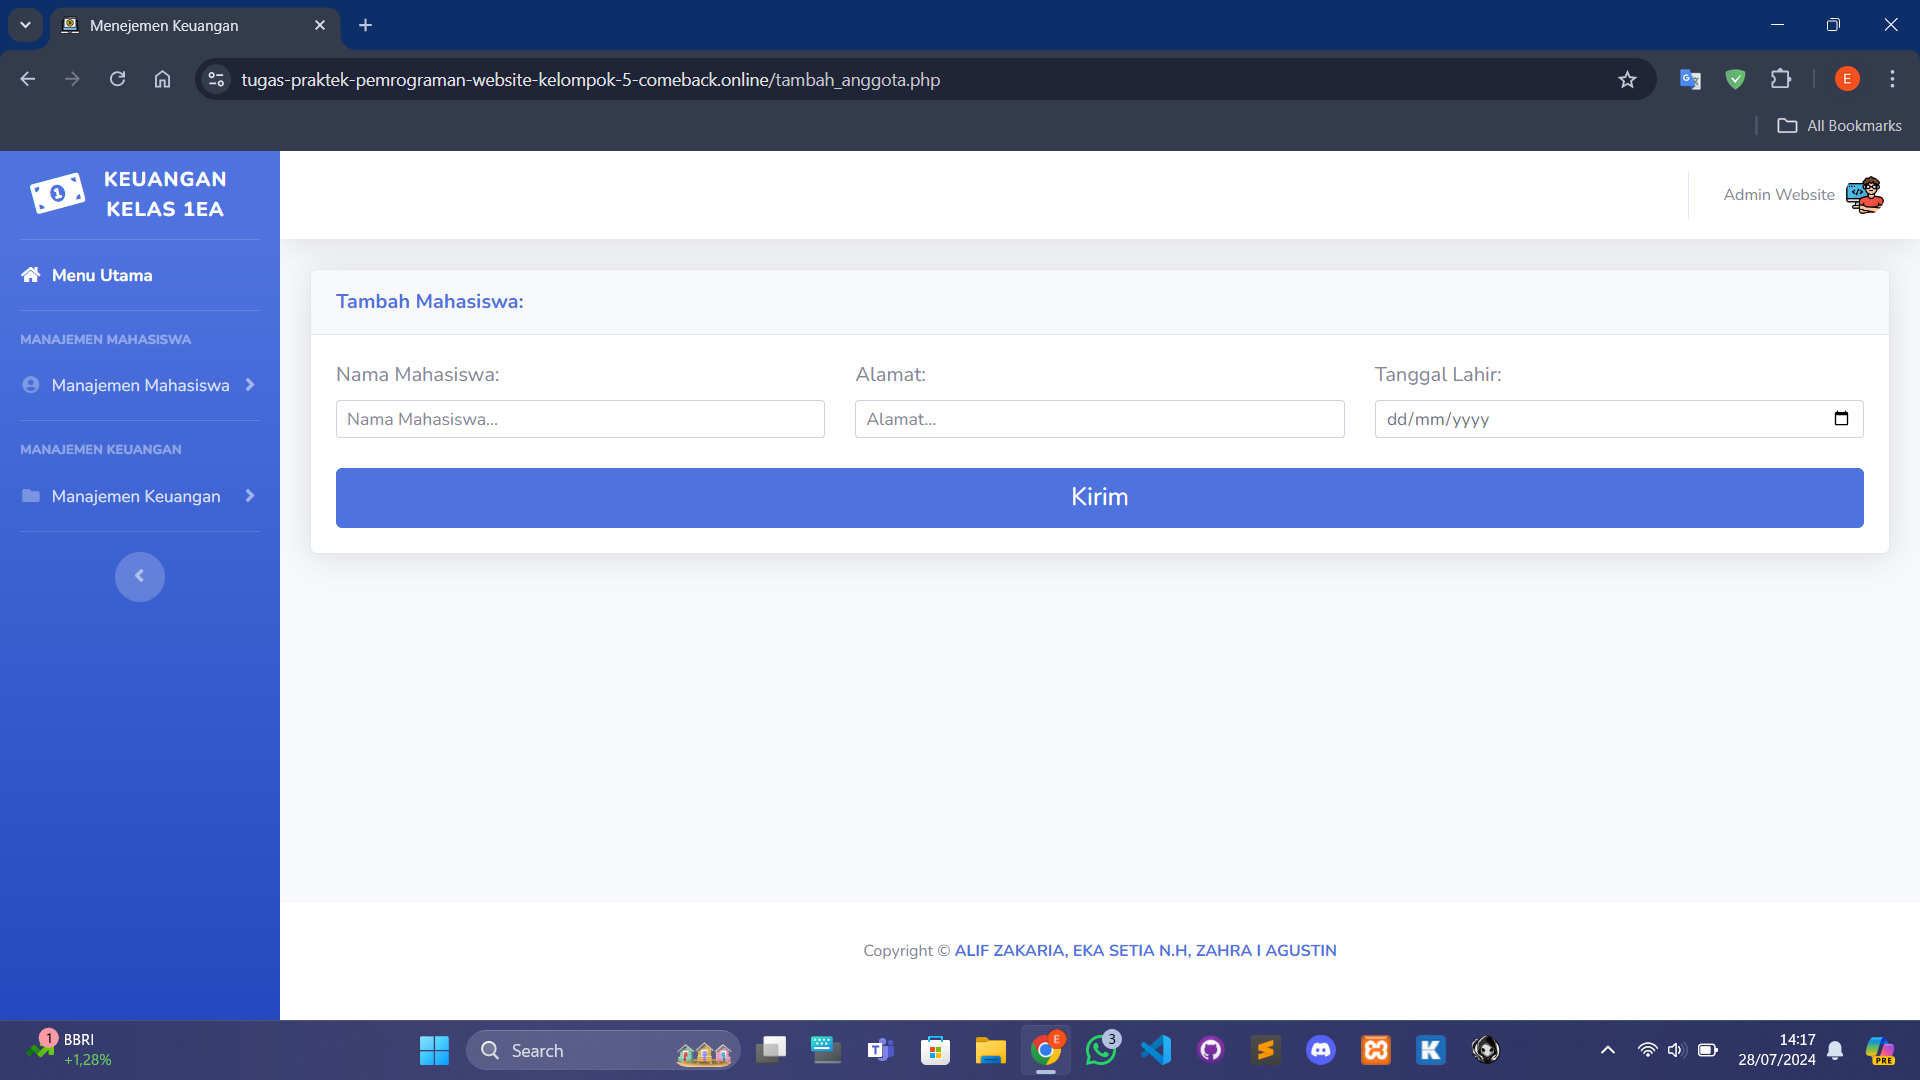 Menejemen Keuangan
tugas-praktek-pemrograman-website-kelompok-5-comeback.online/tambah_anggota.php
E
All Bookmarks
KEUANGAN
KELAS 1EA
Admin Website
Menu Utama
MANAJEMEN MAHASISWA
Manajemen Mahasiswa
MANAJEMEN KEUANGAN
Manajemen Keuangan
Tambah Mahasiswa:
Nama Mahasiswa:
Alamat:
Tanggal Lahir:
Nama Mahasiswa...
Alamat...
dd/mm/yyyy
Kirim
Copyright © ALIF ZAKARIA, EKA SETIA N.H, ZAHRA I AGUSTIN
1
BBRI
+1,28%
Search
E
3
14:17
28/07/2024
PRE